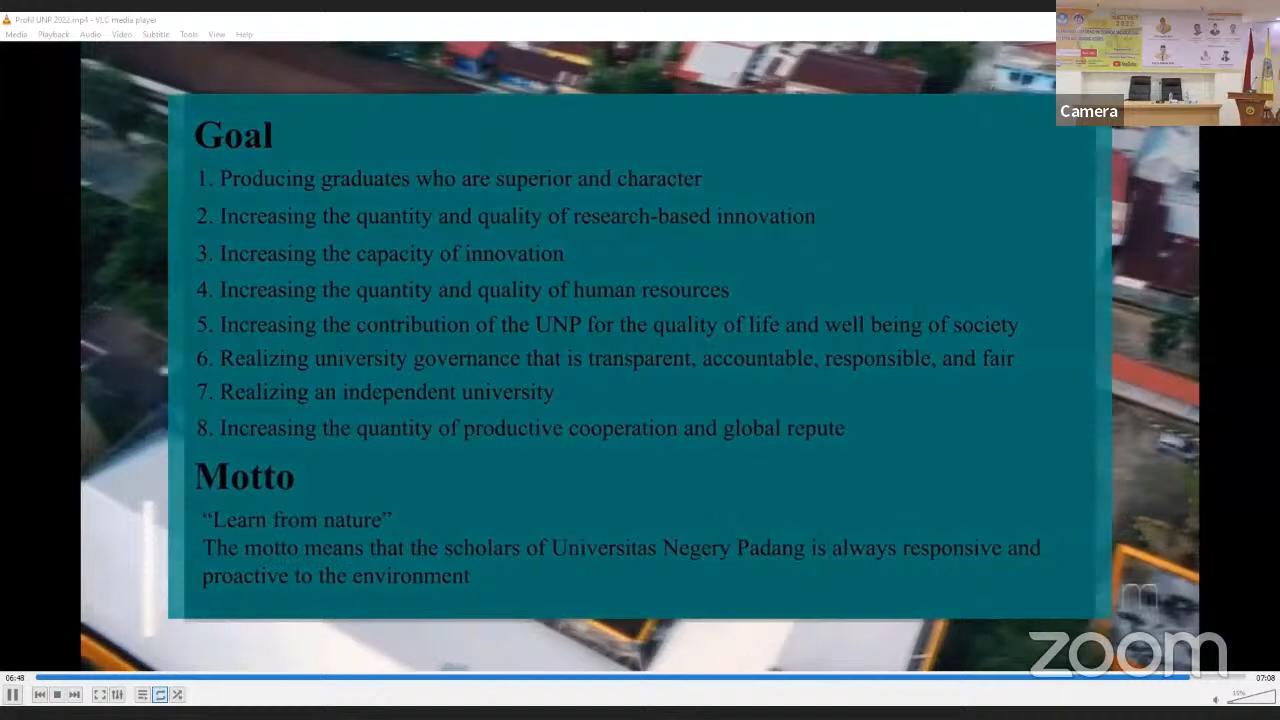 Profil UNP 2022.mp4 - VLC media player
Media Playback Audio Video Subtitle Tools View Help
Camera
Goal
1. Producing graduates who are superior and character
2. Increasing the quantity and quality of research-based innovation
3. Increasing the capacity of innovation
4. Increasing the quantity and quality of human resources
5. Increasing the contribution of the UNP for the quality of life and well being of society
6. Realizing university governance that is transparent, accountable, responsible, and fair
7. Realizing an independent university
8. Increasing the quantity of productive cooperation and global repute
Motto
“Learn from nature”
The motto means that the scholars of Universitas Negery Padang is always responsive and
proactive to the environment
zoom
06:48
07:08